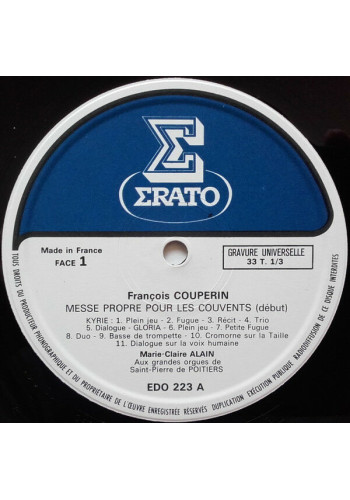 ΣRATO
Made in France
FACE 1
GRAVURE UNIVERSELLE
33 T. 1/3
François COUPERIN
MESSE PROPRE POUR LES COUVENTS (début)
KYRIE : 1. Plein jeu - 2. Fugue - 3. Récit - 4. Trio
5. Dialogue - GLORIA - 6. Plein jeu - 7. Petite Fugue
8. Duo - 9. Basse de trompette - 10. Cromorne sur la Taille
11. Dialogue sur la voix humaine
Marie-Claire ALAIN
Aux grandes orgues de
Saint-Pierre de POITIERS
EDO 223 A
TOUS DROITS DU PRODUCTEUR PHONOGRAPHIQUE ET DU PROPRIÉTAIRE DE L'ŒUVRE ENREGISTRÉE RÉSERVÉS DUPLICATION EXÉCUTION PUBLIQUE RADIODIFFUSION DE CE DISQUE INTERDITES